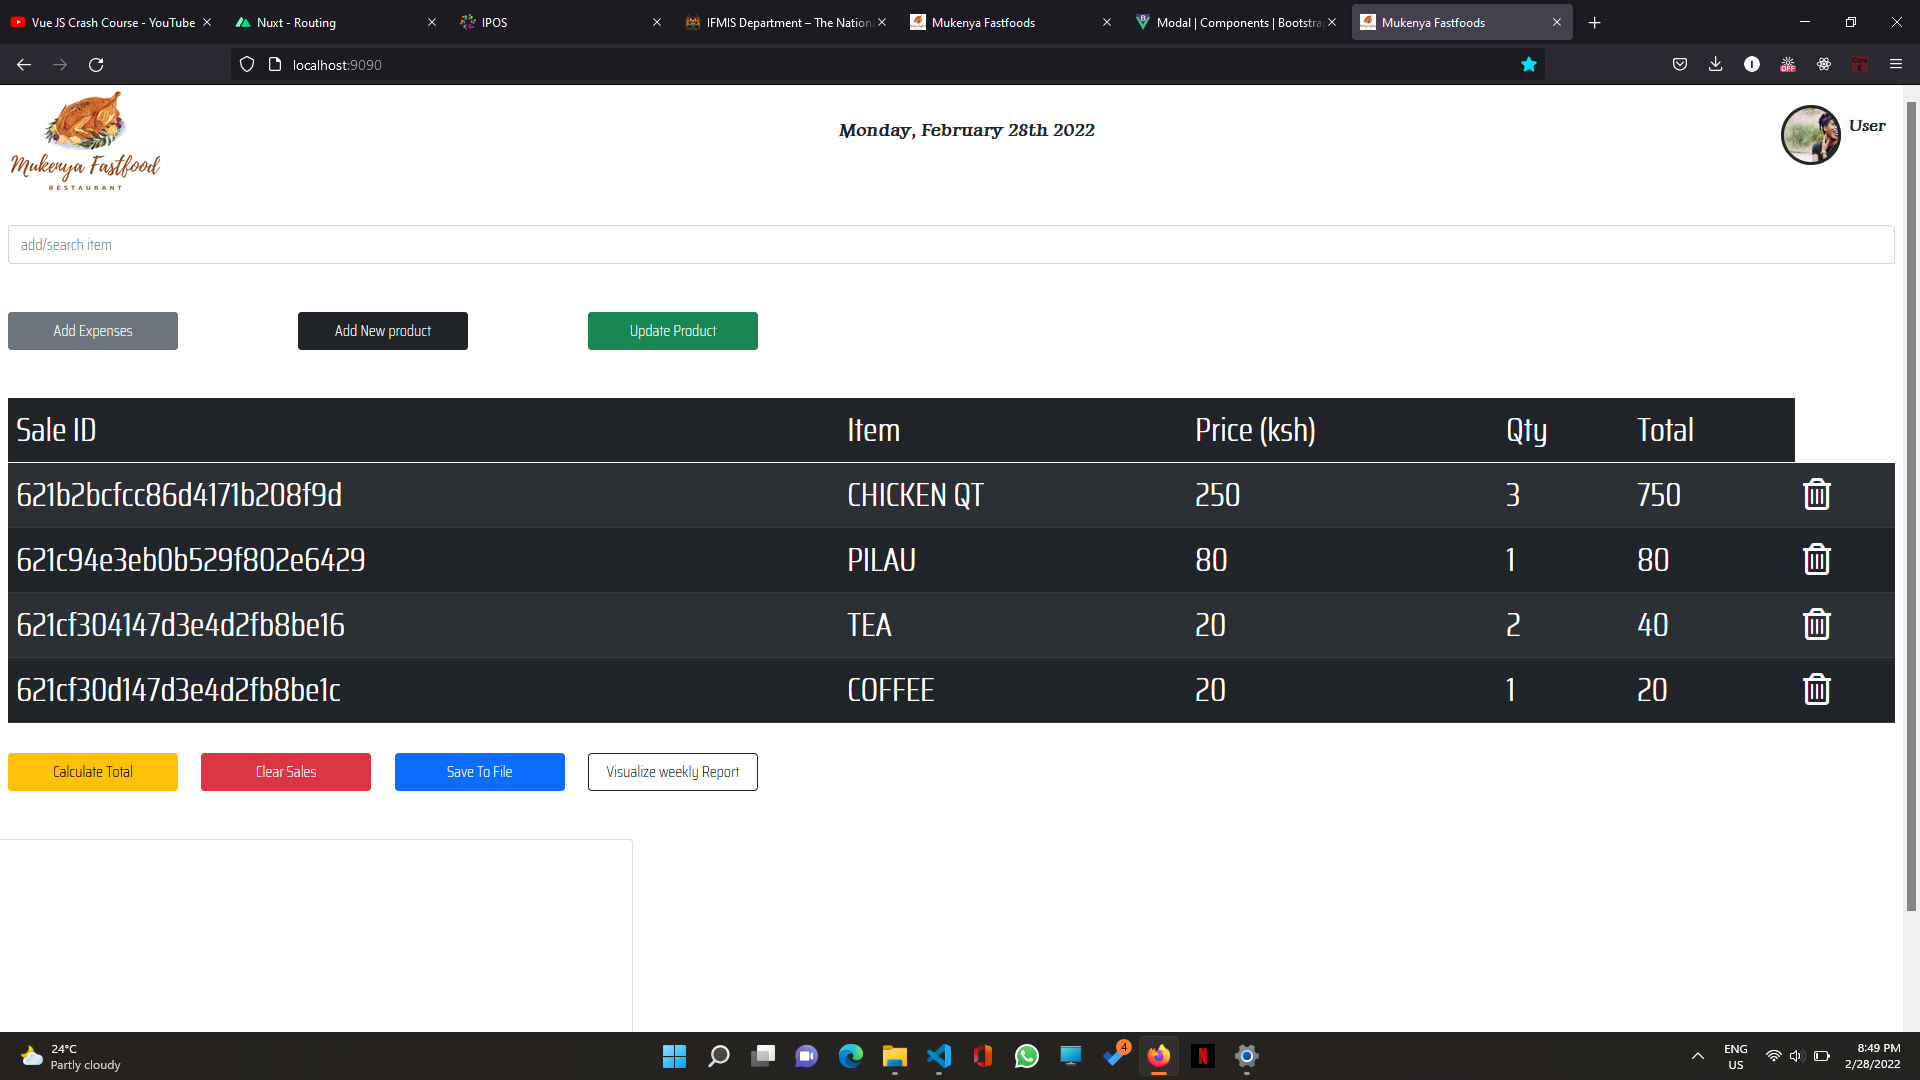 Vue JS Crash Course - YouTube
Nuxt - Routing
IPOS
IFMIS Department – The Nation
Mukenya Fastfoods
Modal | Components | Bootstra
Mukenya Fastfoods
localhost:9090
OFF
Mukenya Fastfood
RESTAURANT
Monday, February 28th 2022
User
add/search item
Add Expenses
Add New product
Update Product
Sale ID Item Price (ksh) Qty Total
621b2bcfcc86d4171b208f9d CHICKEN QT 250 3 750
621c94e3eb0b529f802e6429 PILAU 80 1 80
621cf304147d3e4d2fb8be16 TEA 20 2 40
621cf30d147d3e4d2fb8be1c COFFEE 20 1 20
Calculate Total
Clear Sales
Save To File
Visualize weekly Report
24°C
Partly cloudy
4
N
ENG
US
8:49 PM
2/28/2022